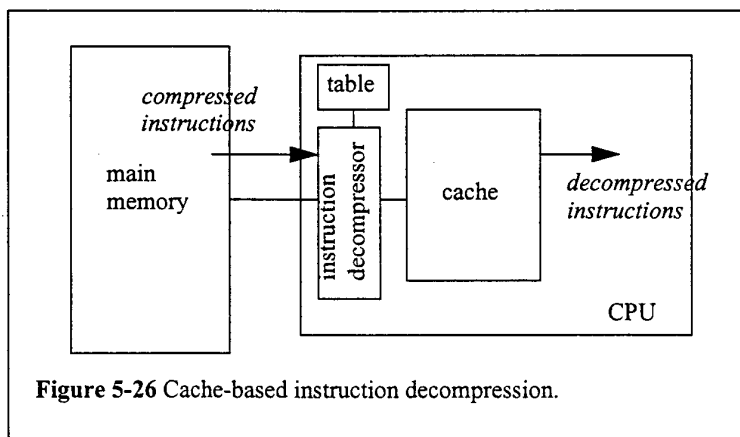 table
compressed
instructions
main
memory
instruction
decompressor
cache
decompressed
instructions
CPU
Figure 5-26 Cache-based instruction decompression.